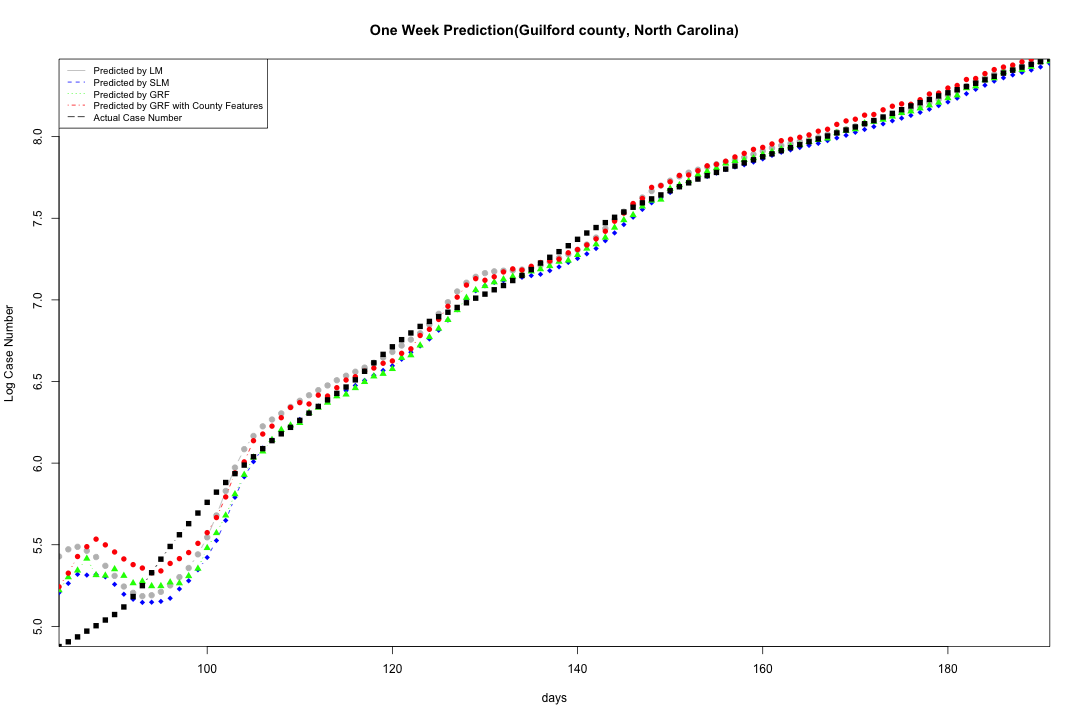 One Week Prediction(Guilford county, North Carolina)
Predicted by LM
Predicted by SLM
Predicted by GRF
Predicted by GRF with County Features
Actual Case Number
Log Case Number
8.0
7.5
7.0
6.5
6.0
5.5
5.0
100 120 140 160 180
days